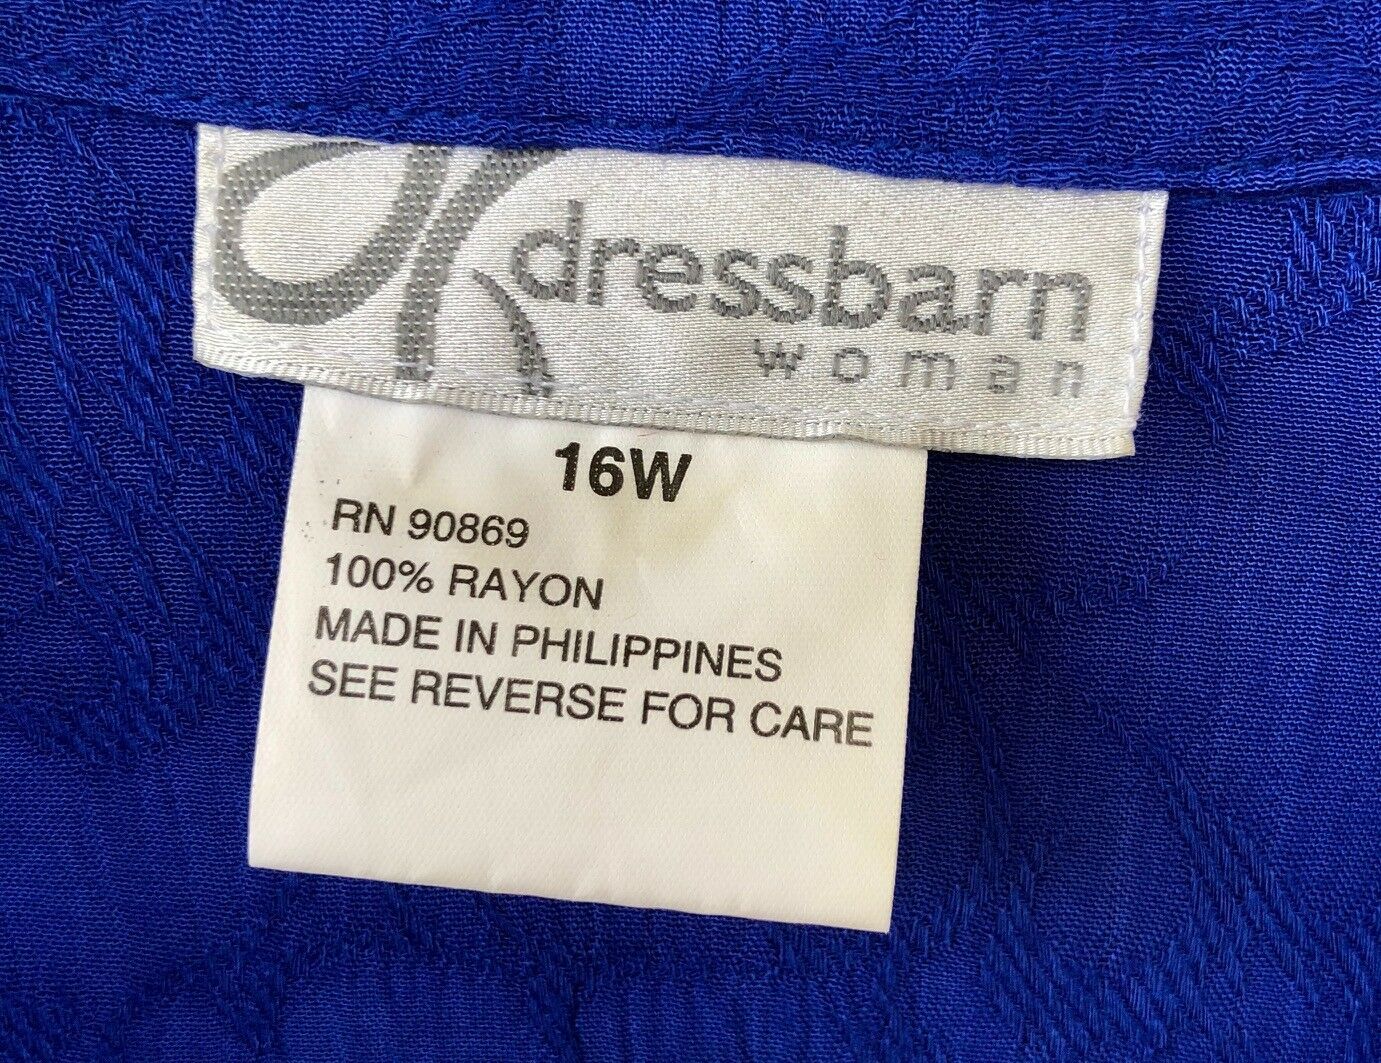 dressbarn
woman
16W
RN 90869
100% RAYON
MADE IN PHILIPPINES
SEE REVERSE FOR CARE